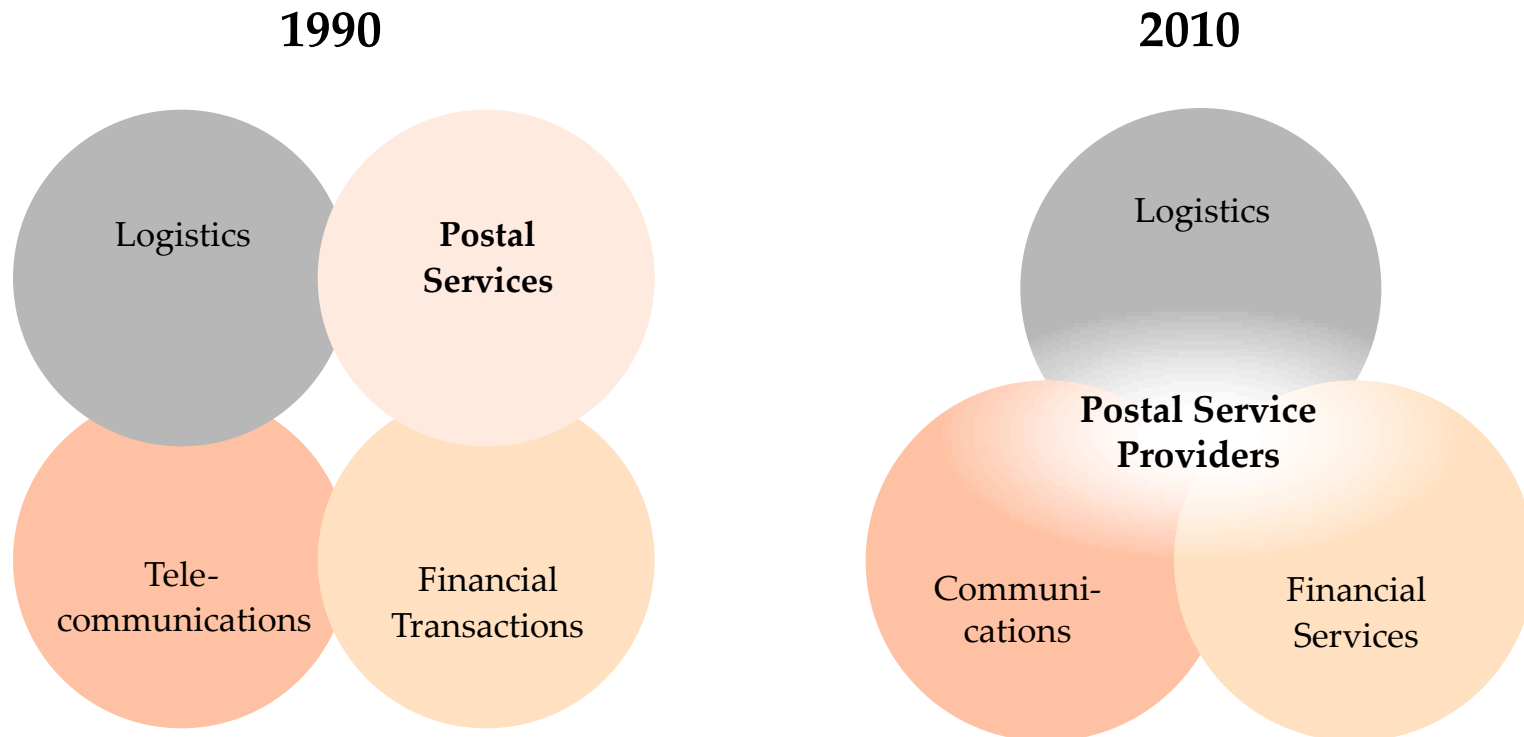 1990
Logistics
Postal
Services
Tele-
communications
Financial
Transactions
2010
Logistics
Postal Service
Providers
Communi-
cations
Financial
Services